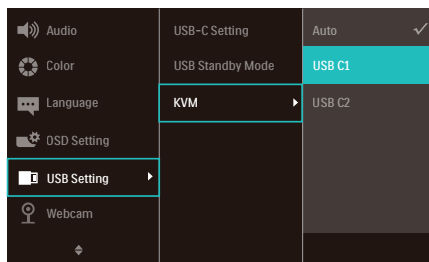 Audio
Color
Language
OSD Setting
USB Setting
Webcam
USB-C Setting
USB Standby Mode
KVM
Auto
USB C1
USB C2